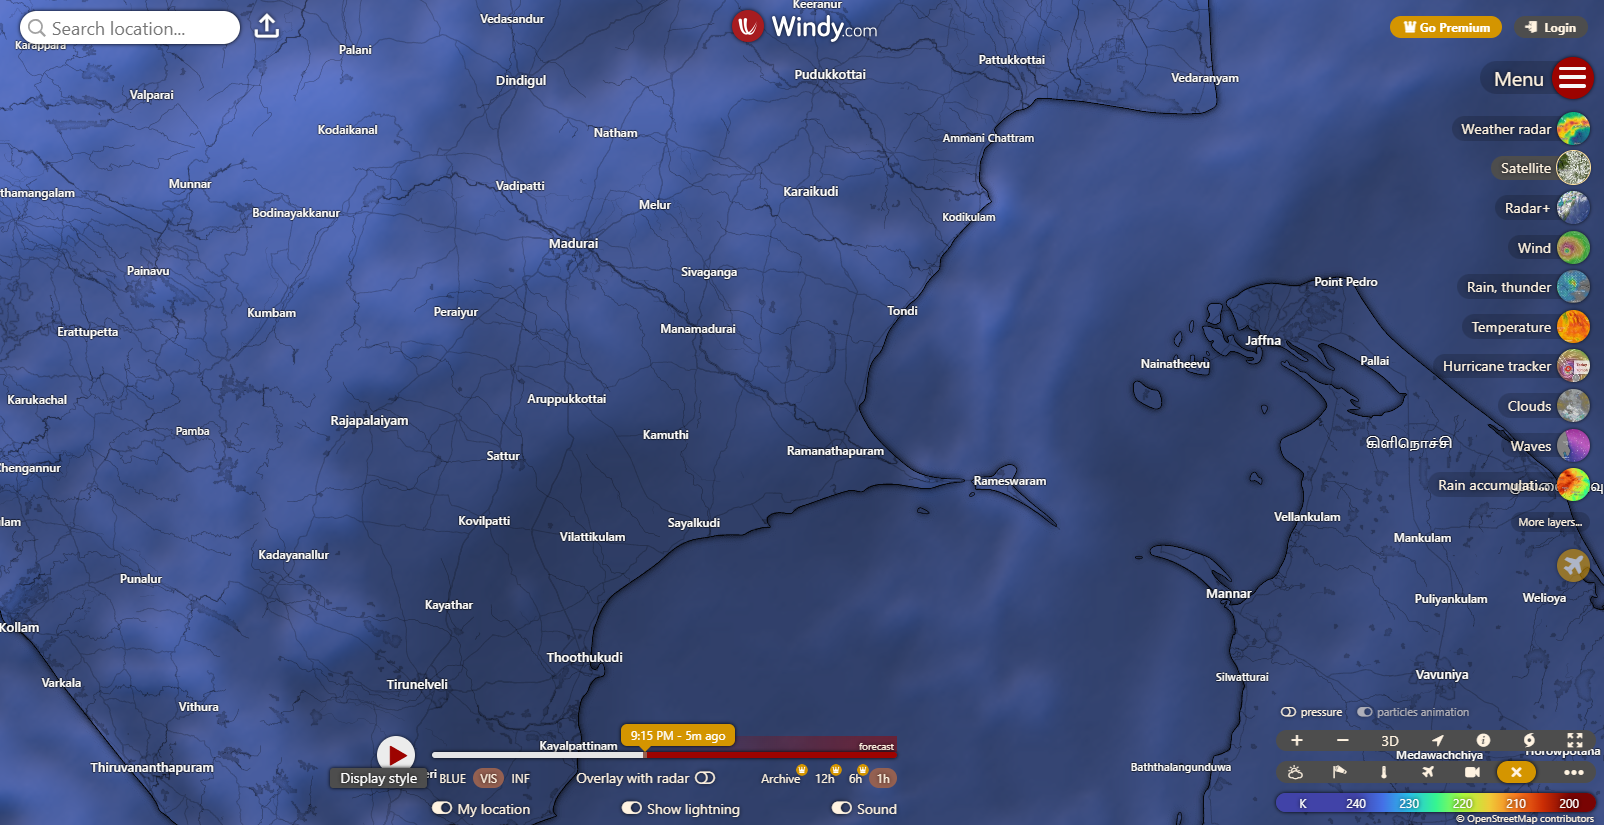 Search location...
Windy.com
Go Premium
Login
Menu
Weather radar
Satellite
Radar+
Wind
Rain, thunder
Temperature
Hurricane tracker
Clouds
Waves
Rain accumulati...
More layers...
Keeranur
Vedasandur
Karappara
Palani
Dindigul
Pudukkottai
Pattukkottai
Vedaranyam
Valparai
Kodaikanal
Natham
Ammani Chattram
Munnar
thamangalam
Vadipatti
Karaikudi
Bodinayakkanur
Melur
Kodikulam
Madurai
Painavu
Sivaganga
Point Pedro
Kumbam
Peraiyur
Tondi
Erattupetta
Manamadurai
Jaffna
Nainatheevu
Pallai
Karukachal
Aruppukkottai
Rajapalaiyam
Pamba
Kamuthi
கிளிநொச்சி
Sattur
Ramanathapuram
Chengannur
Rameswaram
lam
Kovilpatti
Sayalkudi
Vellankulam
Vilattikulam
Mankulam
Kadayanallur
Punalur
Mannar
Kayathar
Puliyankulam
Welioya
Kollam
Thoothukudi
Varkala
Tirunelveli
Silwatturai
Vavuniya
Vithura
Kayalpattinam
Thiruvananthapuram
Baththalangunduwa
Medawachchiya
Horowpotana
9:15 PM - 5m ago
forecast
Display style
eri
BLUE
VIS
INF
Overlay with radar
Archive
12h
6h
1h
My location
Show lightning
Sound
pressure
particles animation
3D
K 240 230 220 210 200
© OpenStreetMap contributors